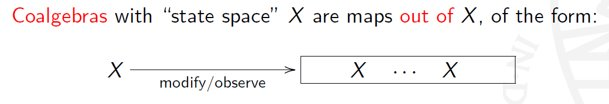 Coalgebras with “state space” X are maps out of X, of the form:
X X ··· X
modify/observe